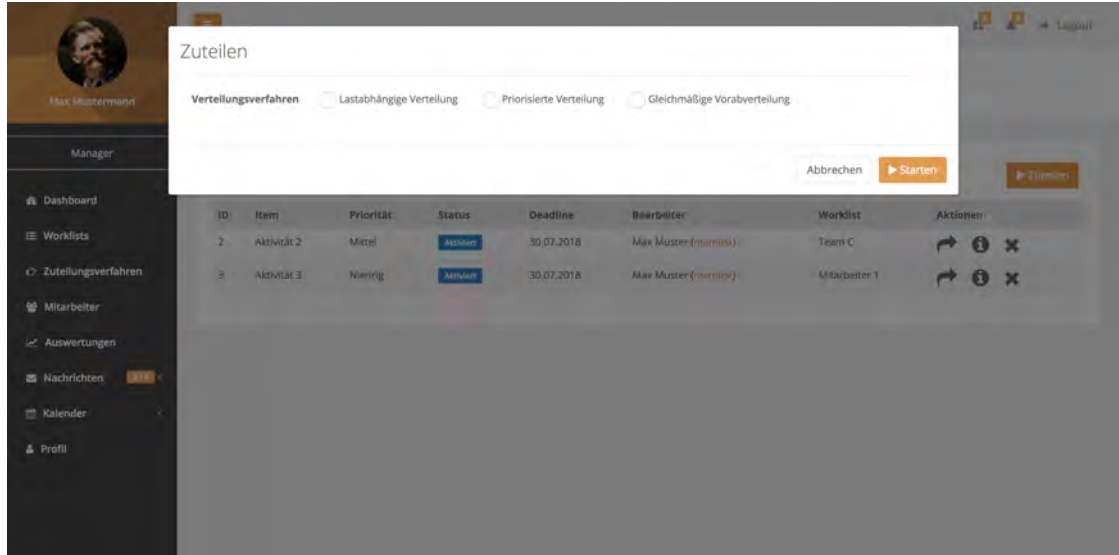 Logout
Max Mustermann
Manager
Dashboard
Worklists
Zuteilungsverfahren
Mitarbeiter
Auswertungen
Nachrichten
Kalender
Profil
Zuteilen
Verteilungsverfahren Lastabhängige Verteilung Priorisierte Verteilung Gleichmäßige Vorabverteilung
Abbrechen Starten
Zuteilen
ID Item Priorität Status Deadline Bearbeiter Worklist Aktionen
2 Aktivität 2 Mittel Aktiviert 30.07.2018 Max Muster Team C
3 Aktivität 3 Niedrig Aktiviert 30.07.2018 Max Muster Mitarbeiter 1